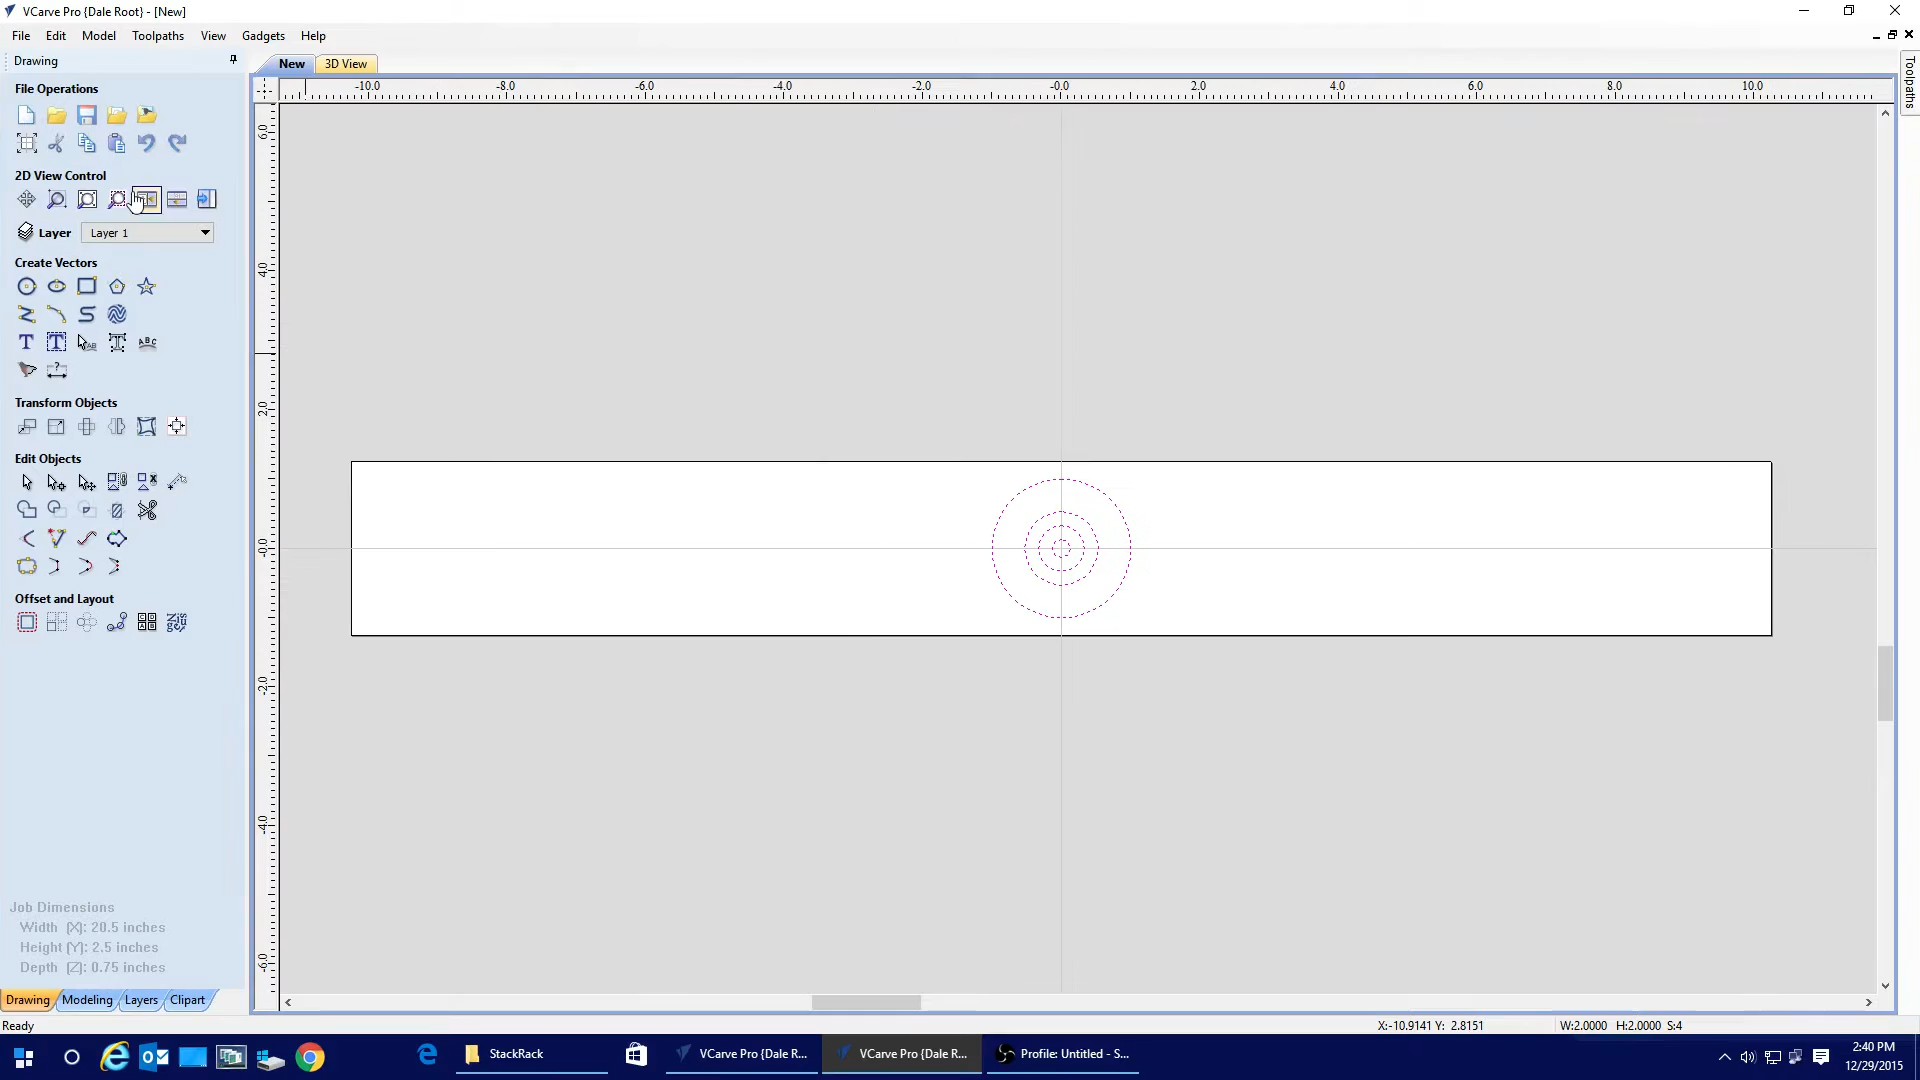 VCarve Pro {Dale Root} - [New]
File Edit Model Toolpaths View Gadgets Help
Drawing
New 3D View
Toolpaths
File Operations
-10.0 -8.0 -6.0 -4.0 -2.0 -0.0 2.0 4.0 6.0 8.0 10.0
6.0
4.0
2.0
-0.0
-2.0
-4.0
-6.0
2D View Control
Layer Layer 1
Create Vectors
Transform Objects
Edit Objects
Offset and Layout
Job Dimensions
Width (X): 20.5 inches
Height (Y): 2.5 inches
Depth (Z): 0.75 inches
Drawing Modeling Layers Clipart
Ready
X:-10.9141 Y: 2.8151
W:2.0000 H:2.0000 S:4
StackRack
VCarve Pro {Dale R...
VCarve Pro {Dale R...
Profile: Untitled - S...
2:40 PM
12/29/2015